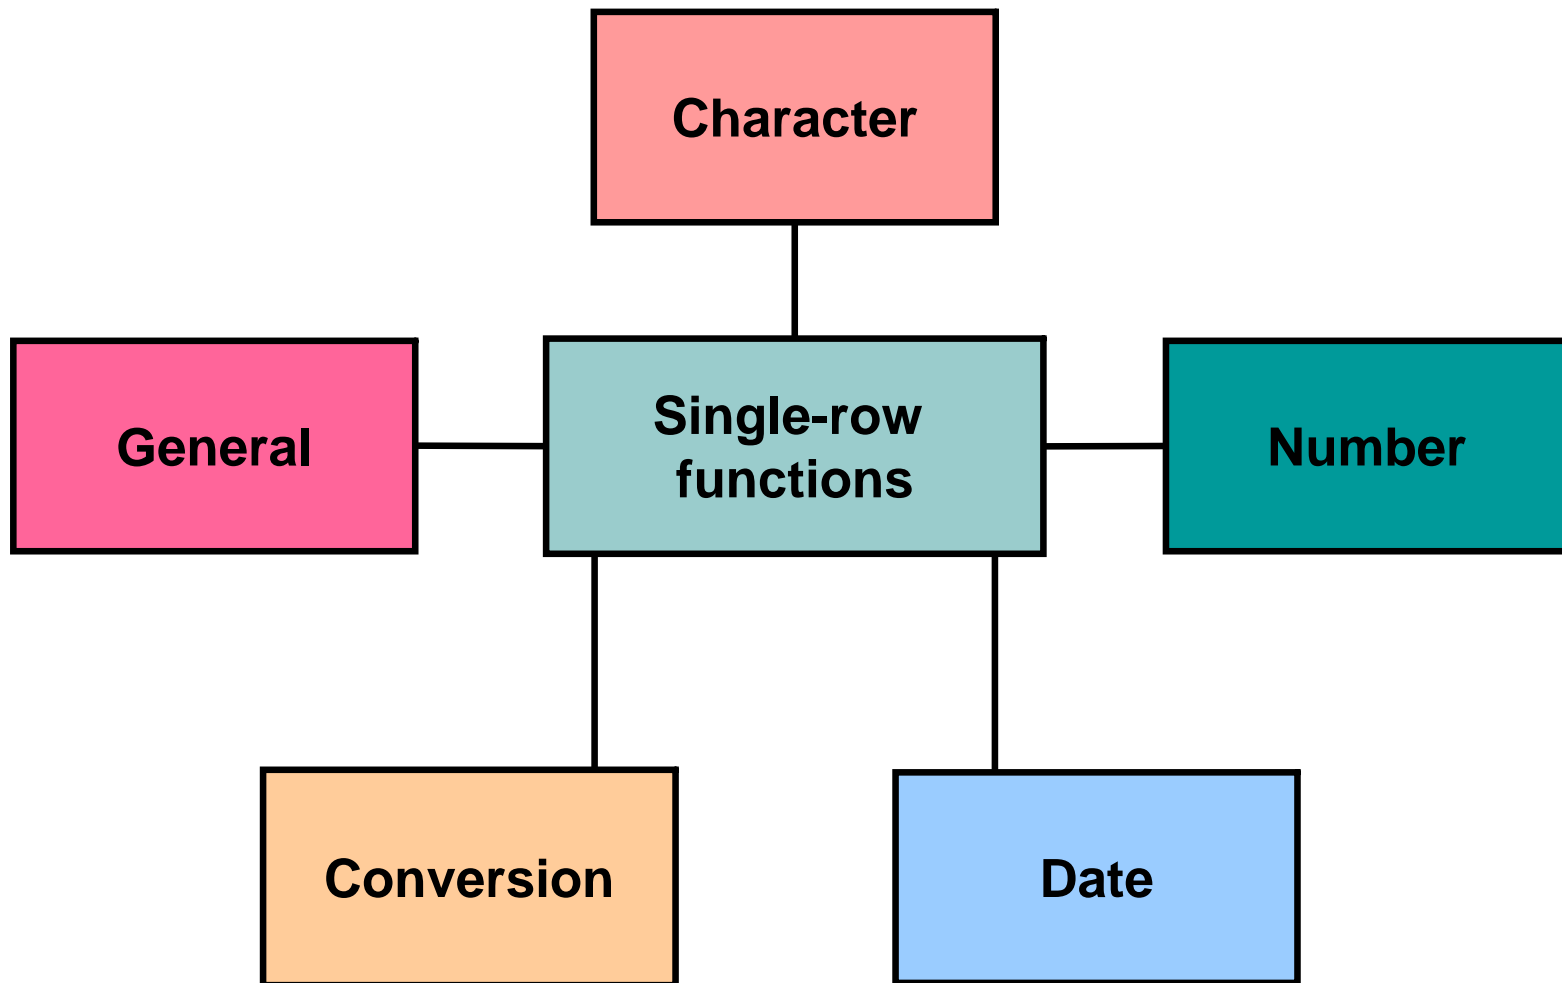 Character
General
Single-row
functions
Number
Conversion
Date